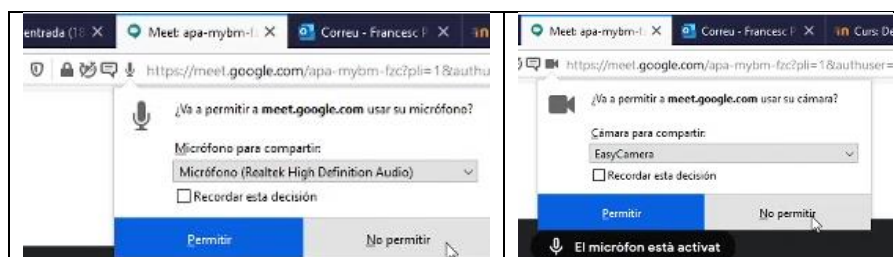 entrada (18 Meet: apa-mybm-f Correu - Francesc P in
https://meet.google.com/apa-mybm-fzc?pli=1&authu
¿Va a permitir a meet.google.com usar su micrófono?
Micrófono para compartir:
Micrófono (Realtek High Definition Audio)
Recordar esta decisión
Permitir No permitir
Meet: apa-mybm-f Correu - Francesc P in Curs: De
https://meet.google.com/apa-mybm-fzc?pli=1&authuser=
¿Va a permitir a meet.google.com usar su cámara?
Cámara para compartir:
EasyCamera
Recordar esta decisión
Permitir No permitir
El micròfon està activat